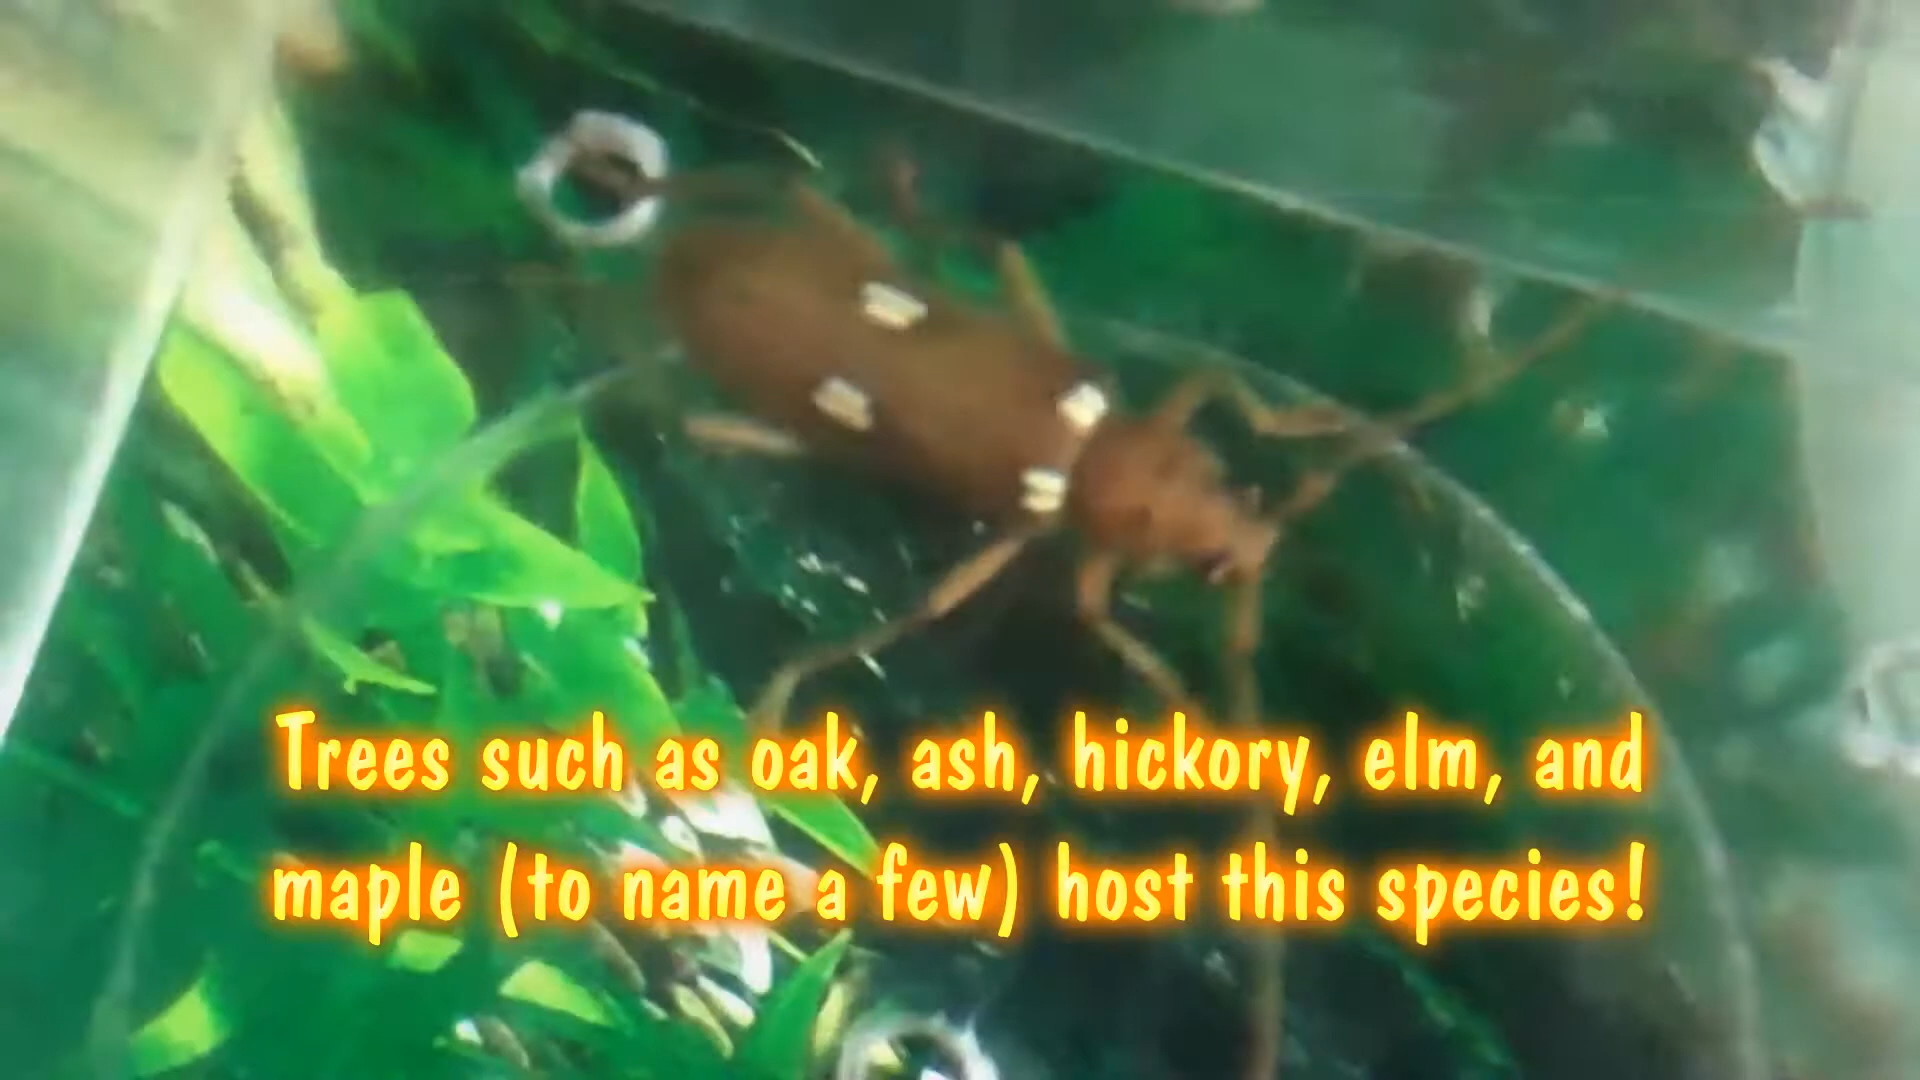 Trees such as oak, ash, hickory, elm, and
maple (to name a few) host this species!